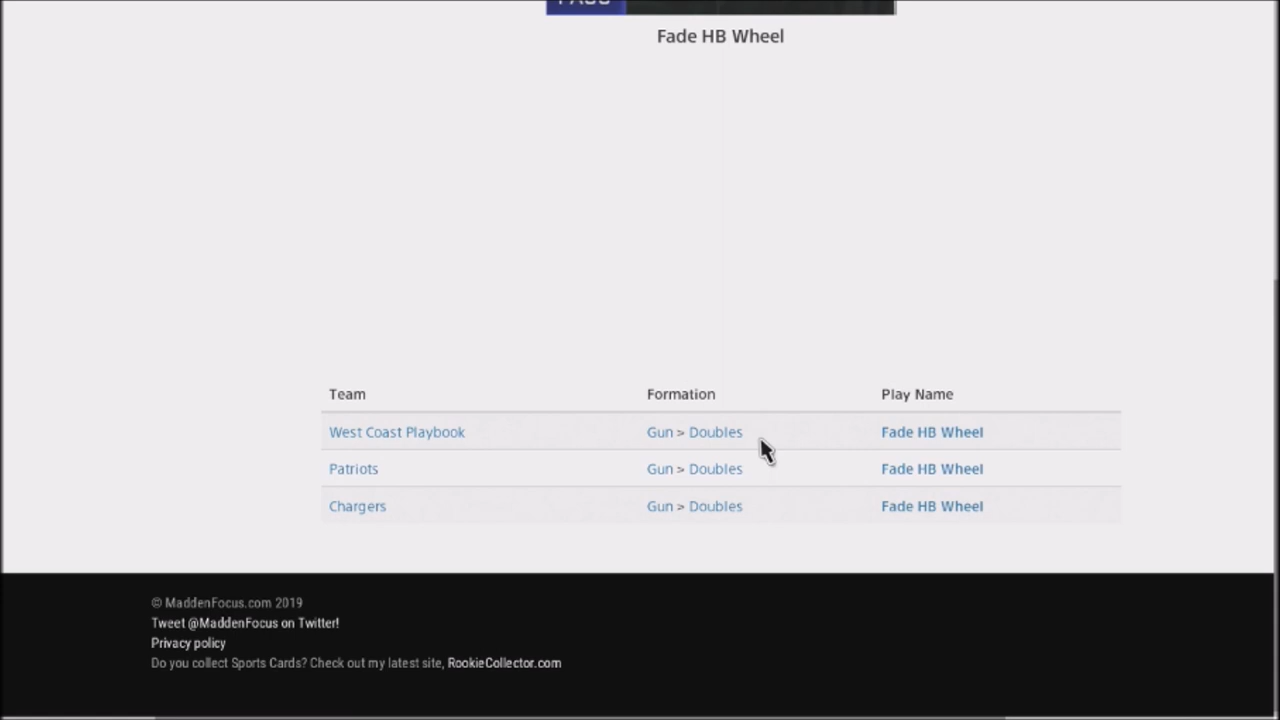 Fade HB Wheel
Team Formation Play Name
West Coast Playbook Gun > Doubles Fade HB Wheel
Patriots Gun > Doubles Fade HB Wheel
Chargers Gun > Doubles Fade HB Wheel
© MaddenFocus.com 2019
Tweet @MaddenFocus on Twitter!
Privacy policy
Do you collect Sports Cards? Check out my latest site, RookieCollector.com